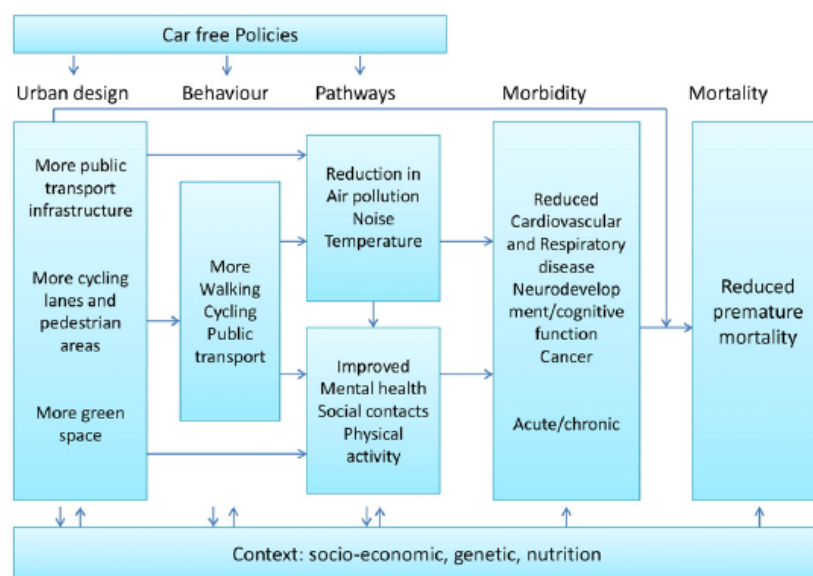 Car free Policies
Urban design
Behaviour
Pathways
Morbidity
Mortality
More public
transport
infrastructure
More cycling
lanes and
pedestrian
areas
More green
space
More
Walking
Cycling
Public
transport
Reduction in
Air pollution
Noise
Temperature
Improved
Mental health
Social contacts
Physical
activity
Reduced
Cardiovascular
and Respiratory
disease
Neurodevelop
ment/cognitive
function
Cancer
Acute/chronic
Reduced
premature
mortality
Context: socio-economic, genetic, nutrition